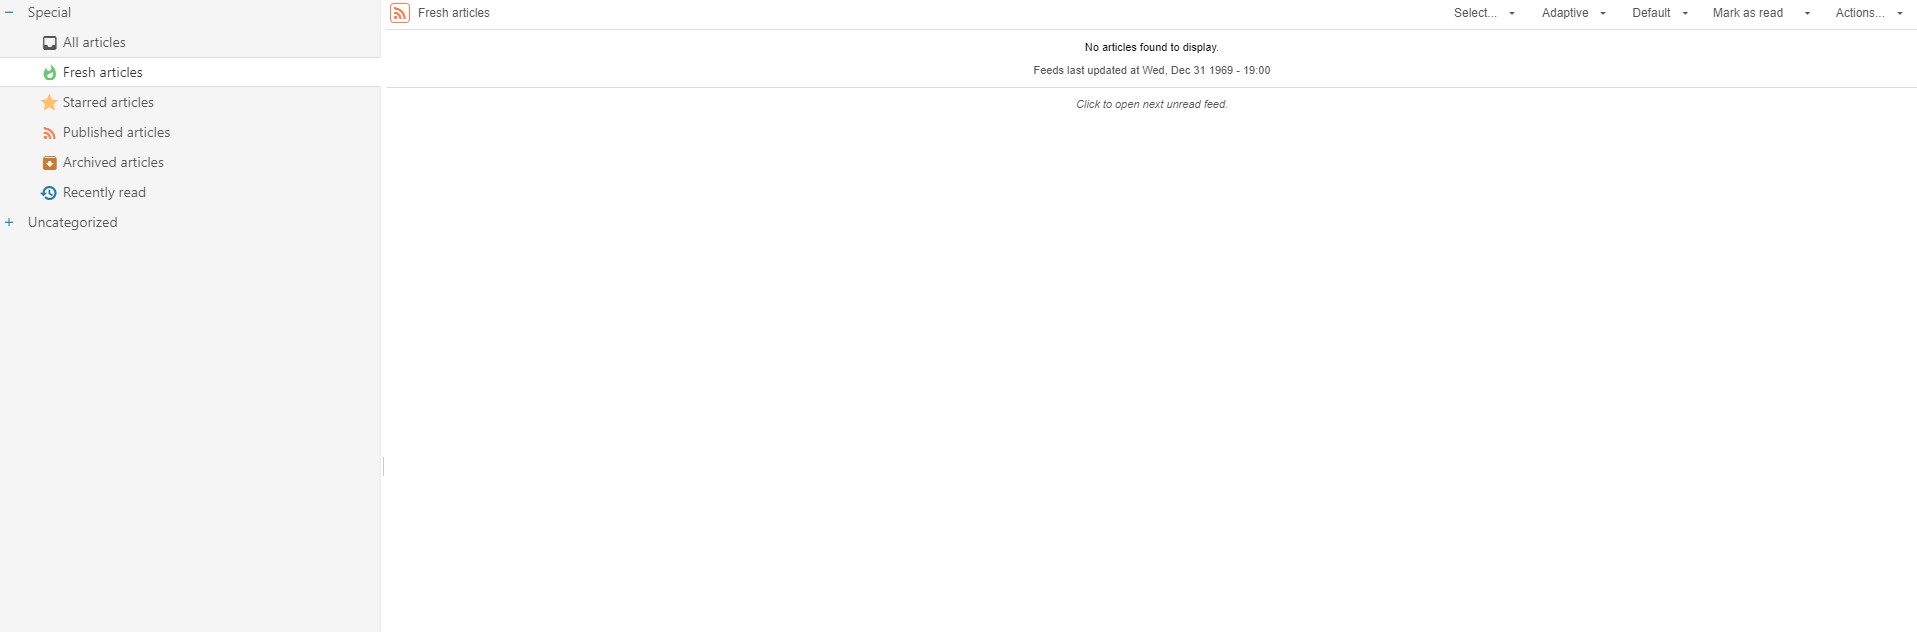 Special
All articles
Fresh articles
Starred articles
Published articles
Archived articles
Recently read
Uncategorized
Fresh articles
Select... Adaptive Default Mark as read Actions...
No articles found to display.
Feeds last updated at Wed, Dec 31 1969 - 19:00
Click to open next unread feed.